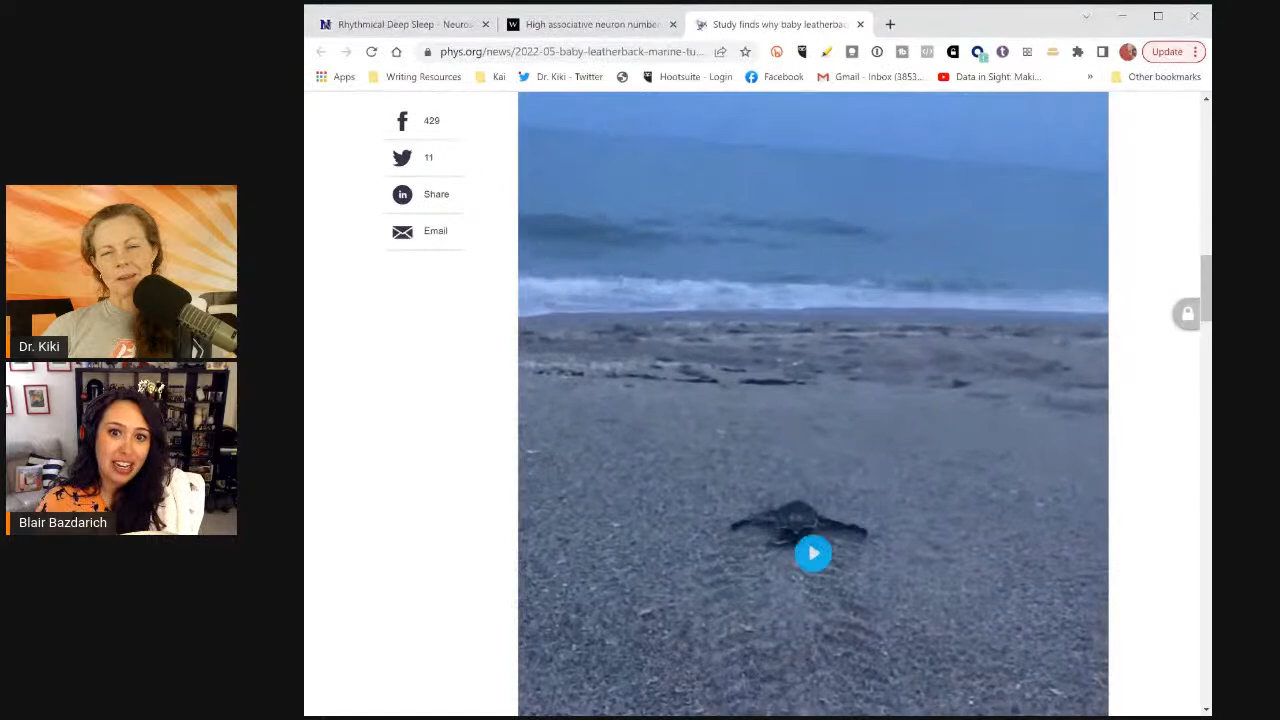 Rhythmical Deep Sleep - Neuros
High associative neuron number
Study finds why baby leatherbac
phys.org/news/2022-05-baby-leatherback-marine-tu...
Update
Apps
Writing Resources
Kai
Dr. Kiki - Twitter
Hootsuite - Login
Facebook
Gmail - Inbox (3853...
Data in Sight: Maki...
»
Other bookmarks
429
11
Share
Email
Dr. Kiki
Blair Bazdarich